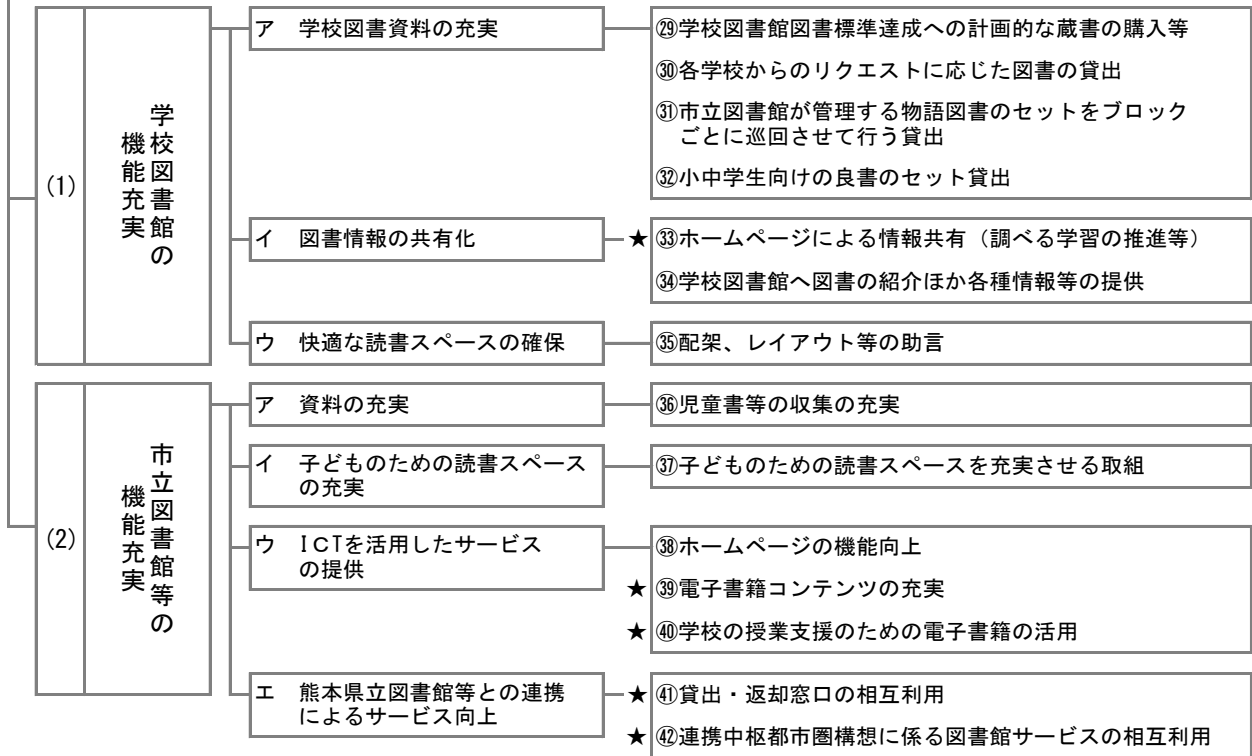 (1)
学校図書館の
機能充実
ア 学校図書資料の充実
㉙学校図書館図書標準達成への計画的な蔵書の購入等
㉚各学校からのリクエストに応じた図書の貸出
㉛市立図書館が管理する物語図書のセットをブロック
ごとに巡回させて行う貸出
㉜小中学生向けの良書のセット貸出
イ 図書情報の共有化
★ ㉝ホームページによる情報共有（調べる学習の推進等）
㉞学校図書館へ図書の紹介ほか各種情報等の提供
ウ 快適な読書スペースの確保
㉟配架、レイアウト等の助言
(2)
市立図書館等の
機能充実
ア 資料の充実
㊱児童書等の収集の充実
イ 子どものための読書スペース
の充実
㊲子どものための読書スペースを充実させる取組
ウ ＩＣＴを活用したサービス
の提供
㊳ホームページの機能向上
★ ㊴電子書籍コンテンツの充実
★ ㊵学校の授業支援のための電子書籍の活用
エ 熊本県立図書館等との連携
によるサービス向上
★ ㊶貸出・返却窓口の相互利用
★ ㊷連携中枢都市圏構想に係る図書館サービスの相互利用